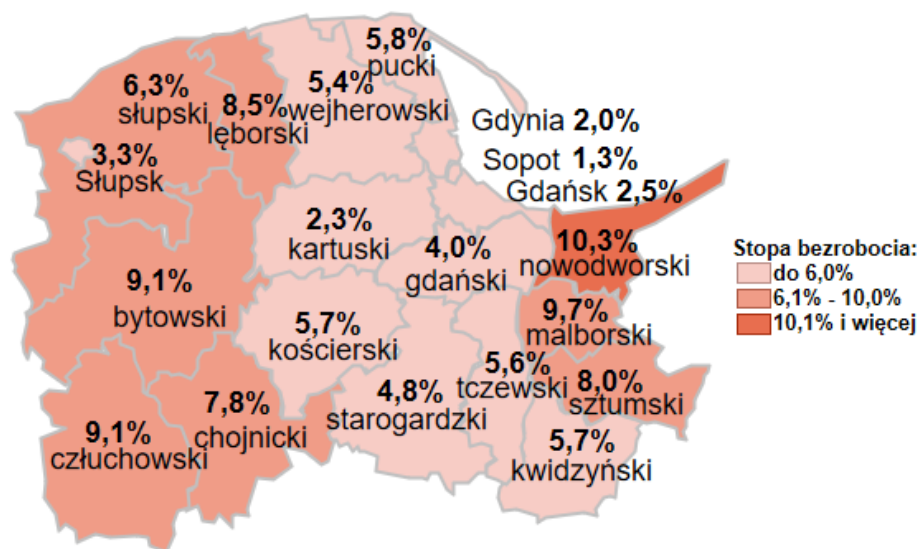 5,8%
pucki
6,3%
słupski
8,5%
lęborski
5,4%
wejherowski
Gdynia 2,0%
Sopot 1,3%
Gdańsk 2,5%
3,3%
Słupsk
2,3%
kartuski
4,0%
gdański
10,3%
nowodworski
Stopa bezrobocia:
do 6,0%
6,1% - 10,0%
10,1% i więcej
9,1%
bytowski
5,7%
kościerski
9,7%
malborski
5,6%
tczewski
8,0%
sztumski
4,8%
starogardzki
7,8%
chojnicki
9,1%
człuchowski
5,7%
kwidzyński